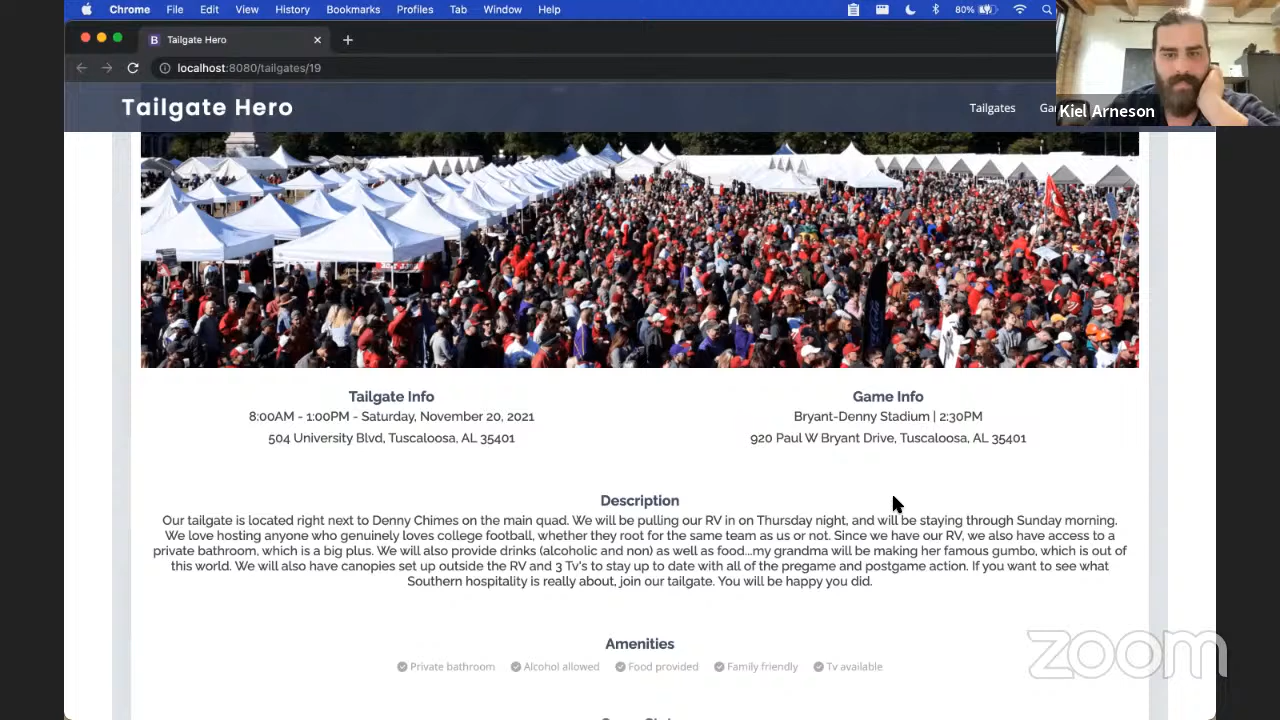 Chrome File Edit View History Bookmarks Profiles Tab Window Help 80%
B Tailgate Hero
localhost:8080/tailgates/19
Tailgate Hero Tailgates Ga
Kiel Arneson
Tailgate Info
8:00AM - 1:00PM - Saturday, November 20, 2021
504 University Blvd, Tuscaloosa, AL 35401
Game Info
Bryant-Denny Stadium | 2:30PM
920 Paul W Bryant Drive, Tuscaloosa, AL 35401
Description
Our tailgate is located right next to Denny Chimes on the main quad. We will be pulling our RV in on Thursday night, and will be staying through Sunday morning.
We love hosting anyone who genuinely loves college football, whether they root for the same team as us or not. Since we have our RV, we also have access to a
private bathroom, which is a big plus. We will also provide drinks (alcoholic and non) as well as food...my grandma will be making her famous gumbo, which is out of
this world. We will also have canopies set up outside the RV and 3 Tv's to stay up to date with all of the pregame and postgame action. If you want to see what
Southern hospitality is really about, join our tailgate. You will be happy you did.
Amenities
Private bathroom Alcohol allowed Food provided Family friendly Tv available
zoom